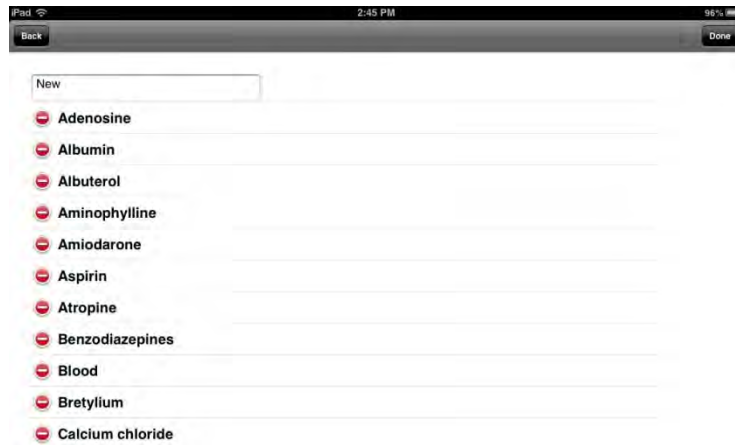 iPad 2:45 PM 96%
Back Done
New
Adenosine
Albumin
Albuterol
Aminophylline
Amiodarone
Aspirin
Atropine
Benzodiazepines
Blood
Bretylium
Calcium chloride